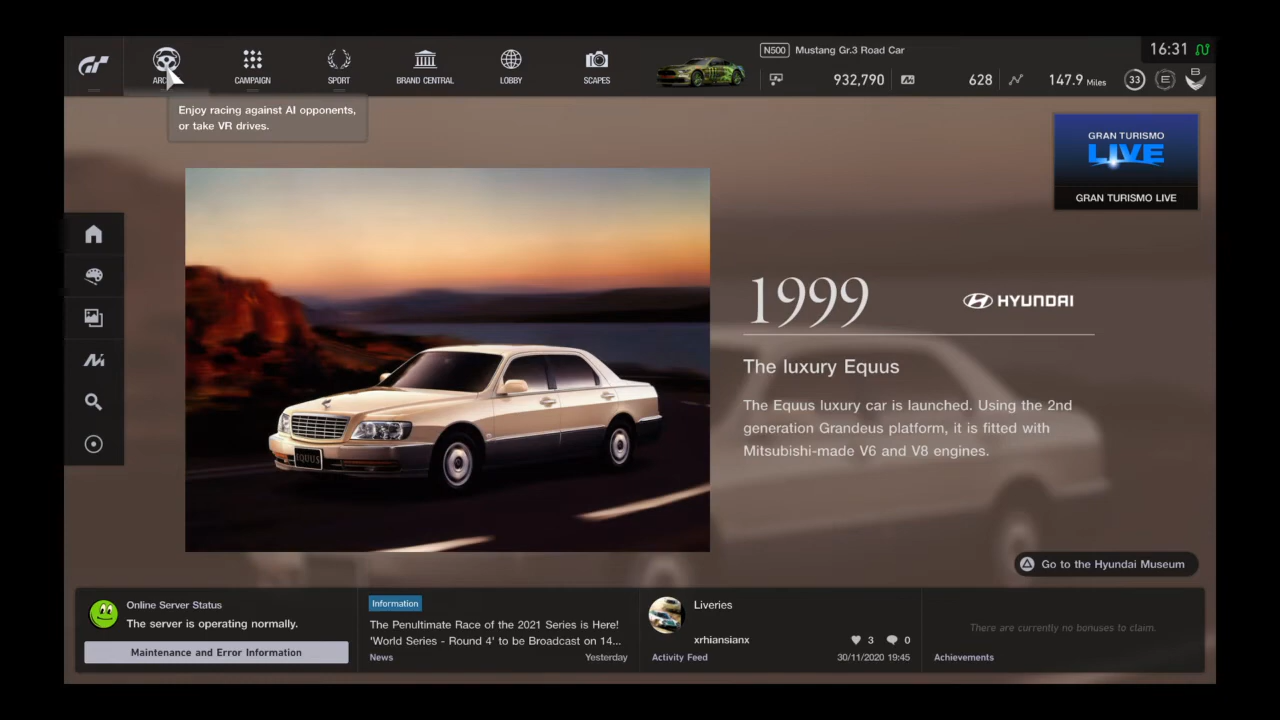 GT
ARC
CAMPAIGN
SPORT
BRAND CENTRAL
LOBBY
SCAPES
N500 Mustang Gr.3 Road Car
932,790
628
147.9 Miles
33
E
B
16:31
Enjoy racing against AI opponents,
or take VR drives.
GRAN TURISMO
LIVE
GRAN TURISMO LIVE
EQUUS
1999
HYUNDAI
The luxury Equus
The Equus luxury car is launched. Using the 2nd
generation Grandeus platform, it is fitted with
Mitsubishi-made V6 and V8 engines.
Go to the Hyundai Museum
Online Server Status
The server is operating normally.
Maintenance and Error Information
Information
The Penultimate Race of the 2021 Series is Here!
'World Series - Round 4' to be Broadcast on 14...
News Yesterday
Liveries
xrhiansianx 3 0
Activity Feed 30/11/2020 19:45
There are currently no bonuses to claim.
Achievements